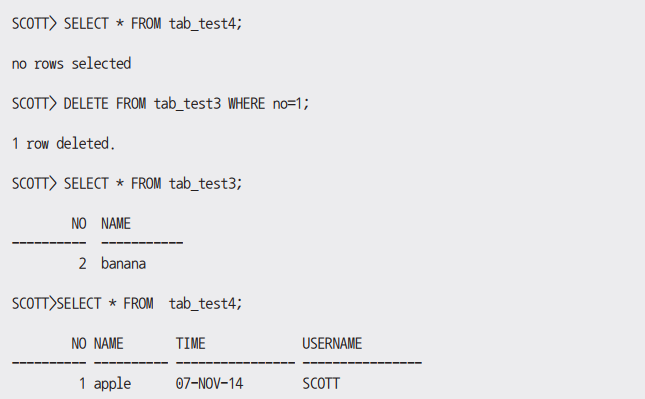 SCOTT> SELECT * FROM tab_test4;
no rows selected
SCOTT> DELETE FROM tab_test3 WHERE no=1;
1 row deleted.
SCOTT> SELECT * FROM tab_test3;
NO NAME
---------- -----------
2 banana
SCOTT>SELECT * FROM tab_test4;
NO NAME TIME USERNAME
---------- ---------- ---------------- ----------------
1 apple 07-NOV-14 SCOTT